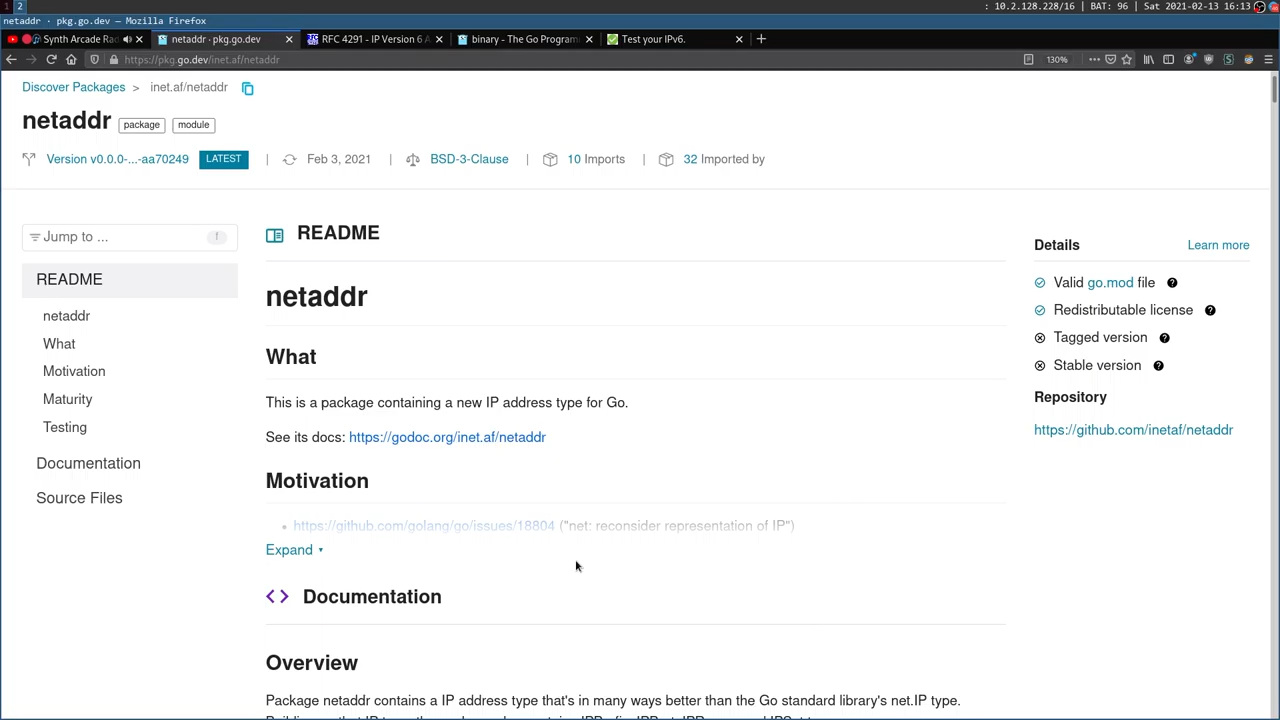 1 2 : 10.2.128.228/16 | BAT: 96 | Sat 2021-02-13 16:13
netaddr · pkg.go.dev — Mozilla Firefox
Synth Arcade Rad netaddr · pkg.go.dev RFC 4291 - IP Version 6 A binary - The Go Program Test your IPv6.
https://pkg.go.dev/inet.af/netaddr 130%
Discover Packages > inet.af/netaddr
netaddr package module
Version v0.0.0-...-aa70249 LATEST | Feb 3, 2021 | BSD-3-Clause | 10 Imports | 32 Imported by
Jump to ... f
README
netaddr
What
Motivation
Maturity
Testing
Documentation
Source Files
README
netaddr
What
This is a package containing a new IP address type for Go.
See its docs: https://godoc.org/inet.af/netaddr
Motivation
• https://github.com/golang/go/issues/18804 ("net: reconsider representation of IP")
Expand ▾
<> Documentation
Overview
Package netaddr contains a IP address type that's in many ways better than the Go standard library's net.IP type.
Details Learn more
Valid go.mod file ?
Redistributable license ?
Tagged version ?
Stable version ?
Repository
https://github.com/inetaf/netaddr